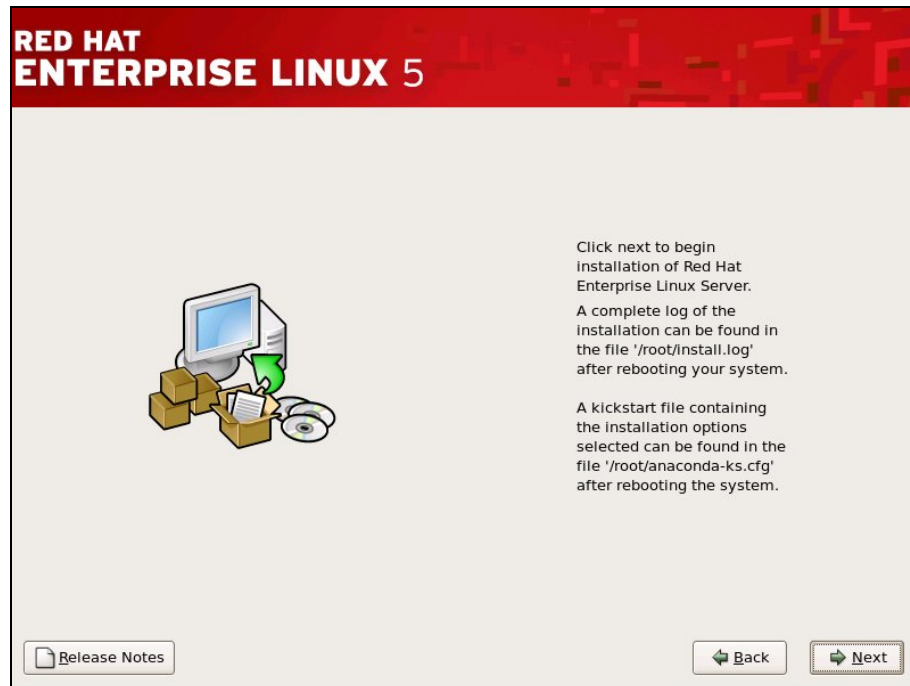 RED HAT
ENTERPRISE LINUX 5
Click next to begin
installation of Red Hat
Enterprise Linux Server.
A complete log of the
installation can be found in
the file '/root/install.log'
after rebooting your system.
A kickstart file containing
the installation options
selected can be found in the
file '/root/anaconda-ks.cfg'
after rebooting the system.
Release Notes
Back
Next